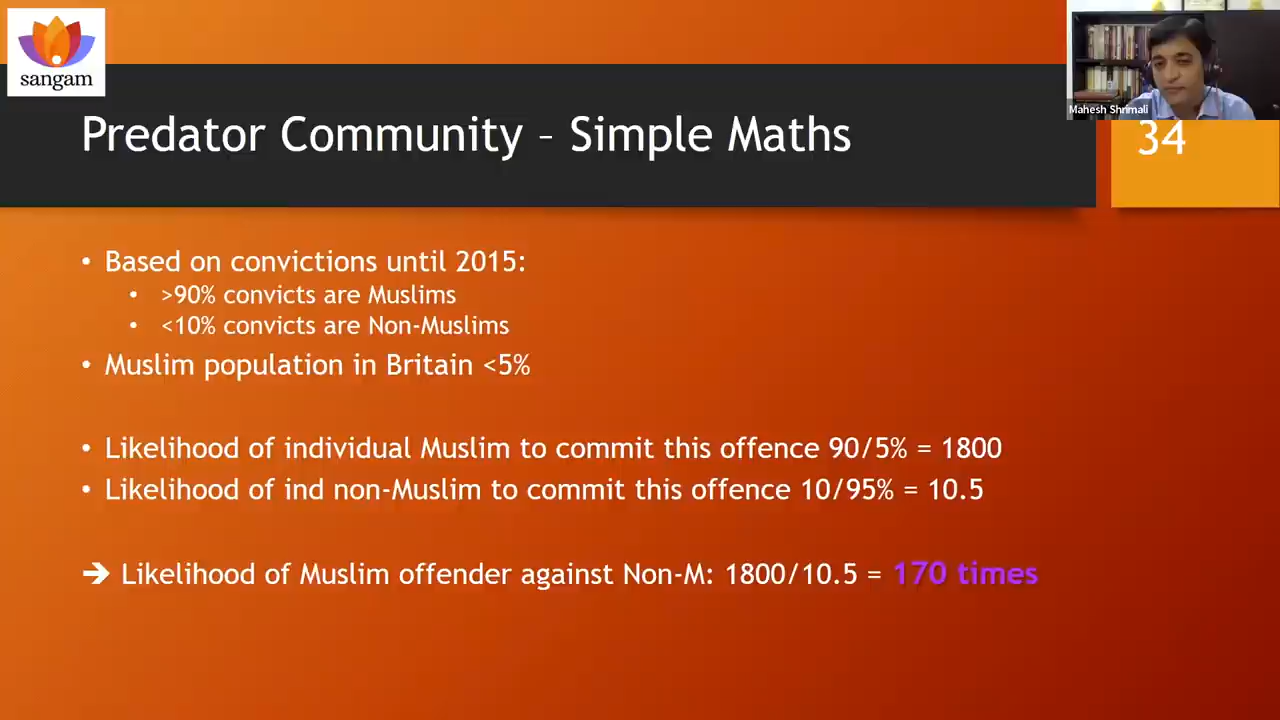 sangam
Mahesh Shrimali
Predator Community – Simple Maths
34
• Based on convictions until 2015:
• >90% convicts are Muslims
• <10% convicts are Non-Muslims
• Muslim population in Britain <5%
• Likelihood of individual Muslim to commit this offence 90/5% = 1800
• Likelihood of ind non-Muslim to commit this offence 10/95% = 10.5
➔ Likelihood of Muslim offender against Non-M: 1800/10.5 = 170 times